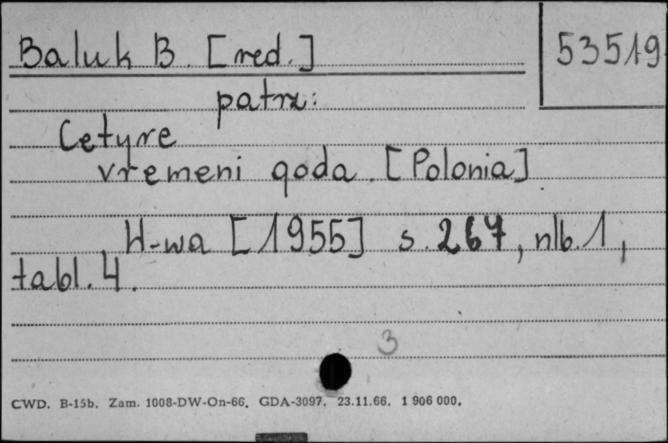 Baluk B. [red.]
53519
patrz:
Cetyre
vremeni goda. [Polonia]
W-wa [1955] s. 267, nlb. 1,
tabl. 4.
3
CWD. B-15b. Zam. 1008-DW-On-66. GDA-3097. 23.11.66. 1 906 000.